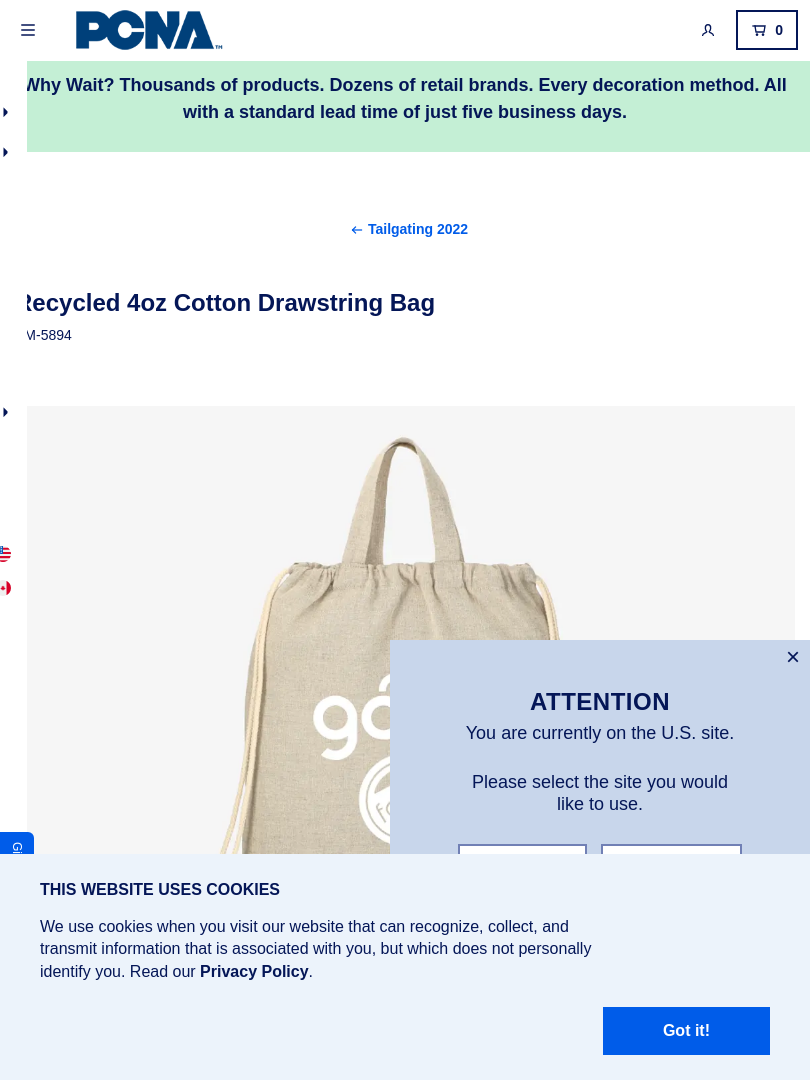 PCNA
0
Why Wait? Thousands of products. Dozens of retail brands. Every decoration method. All
with a standard lead time of just five business days.
Tailgating 2022
Recycled 4oz Cotton Drawstring Bag
M-5894
ATTENTION
You are currently on the U.S. site.
Please select the site you would
like to use.
THIS WEBSITE USES COOKIES
We use cookies when you visit our website that can recognize, collect, and
transmit information that is associated with you, but which does not personally
identify you. Read our Privacy Policy.
Got it!